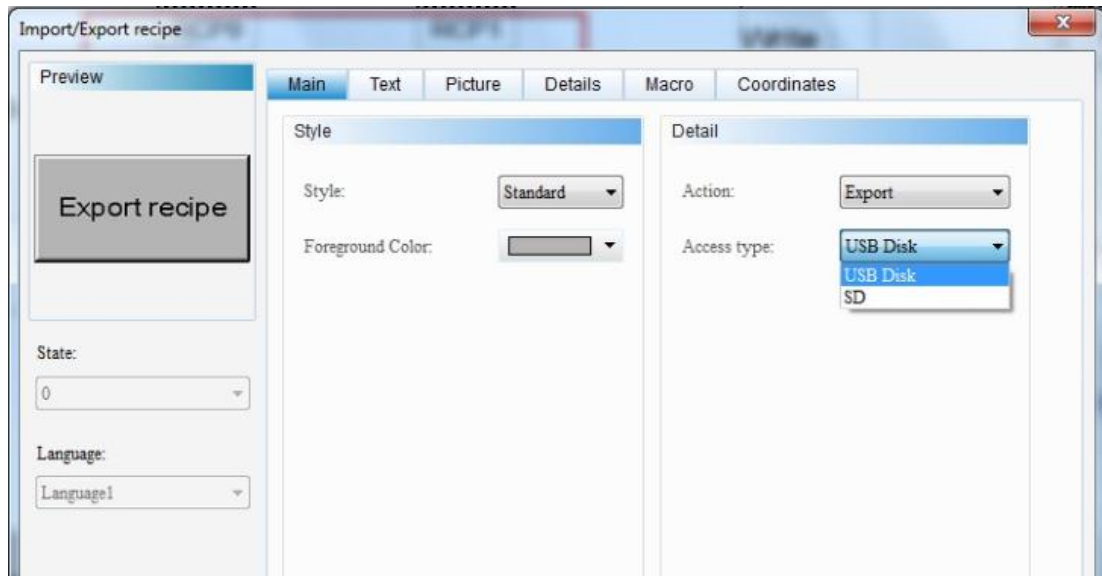 Import/Export recipe
Preview
Export recipe
State:
0
Language:
Language1
Main Text Picture Details Macro Coordinates
Style
Style: Standard
Foreground Color:
Detail
Action: Export
Access type: USB Disk
USB Disk
SD